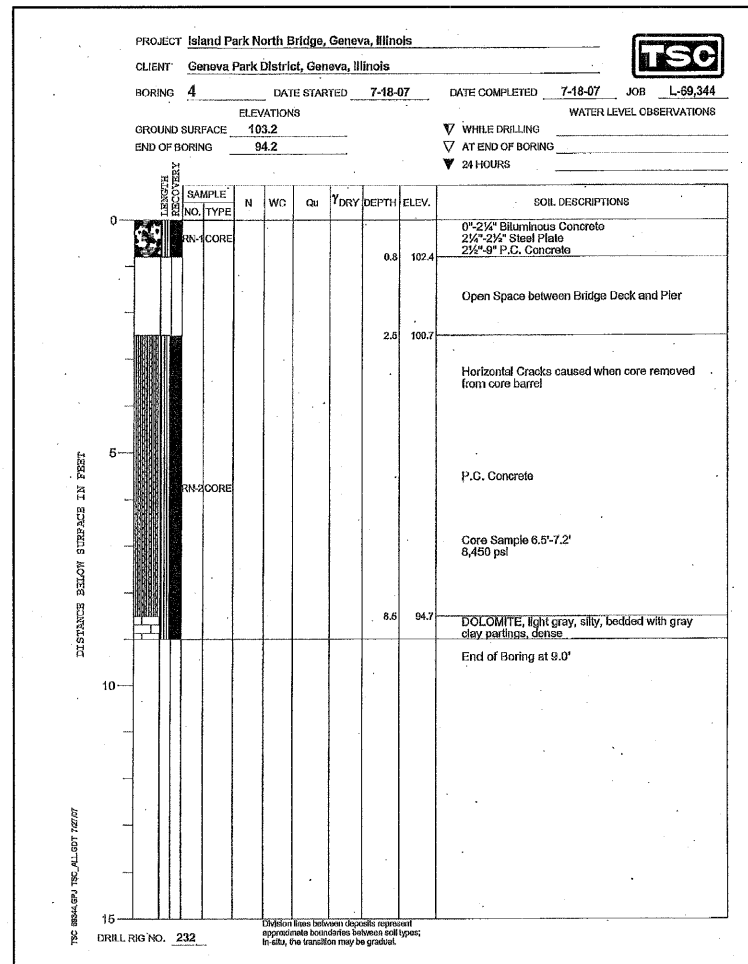 PROJECT Island Park North Bridge, Geneva, Illinois
TSC
CLIENT Geneva Park District, Geneva, Illinois
BORING 4 DATE STARTED 7-18-07 DATE COMPLETED 7-18-07 JOB L-69,344
ELEVATIONS WATER LEVEL OBSERVATIONS
GROUND SURFACE 103.2 ▽ WHILE DRILLING
END OF BORING 94.2 ▽ AT END OF BORING
▼ 24 HOURS
LENGTH RECOVERY SAMPLE NO. TYPE N WC Qu γDRY DEPTH ELEV. SOIL DESCRIPTIONS
0
RN-1 CORE
0"-2¼" Bituminous Concrete
2¼"-2½" Steel Plate
2½"-9" P.C. Concrete
0.8 102.4
Open Space between Bridge Deck and Pier
2.5 100.7
Horizontal Cracks caused when core removed
from core barrel
5
P.C. Concrete
RN-2 CORE
Core Sample 6.5'-7.2'
8,450 psi
8.5 94.7
DOLOMITE, light gray, silty, bedded with gray
clay partings, dense
End of Boring at 9.0'
10
15
DISTANCE BELOW SURFACE IN FEET
TSC 69344.GPJ TSC_ALL.GDT 7/27/07
DRILL RIG NO. 232
Division lines between deposits represent
approximate boundaries between soil types;
in-situ, the transition may be gradual.